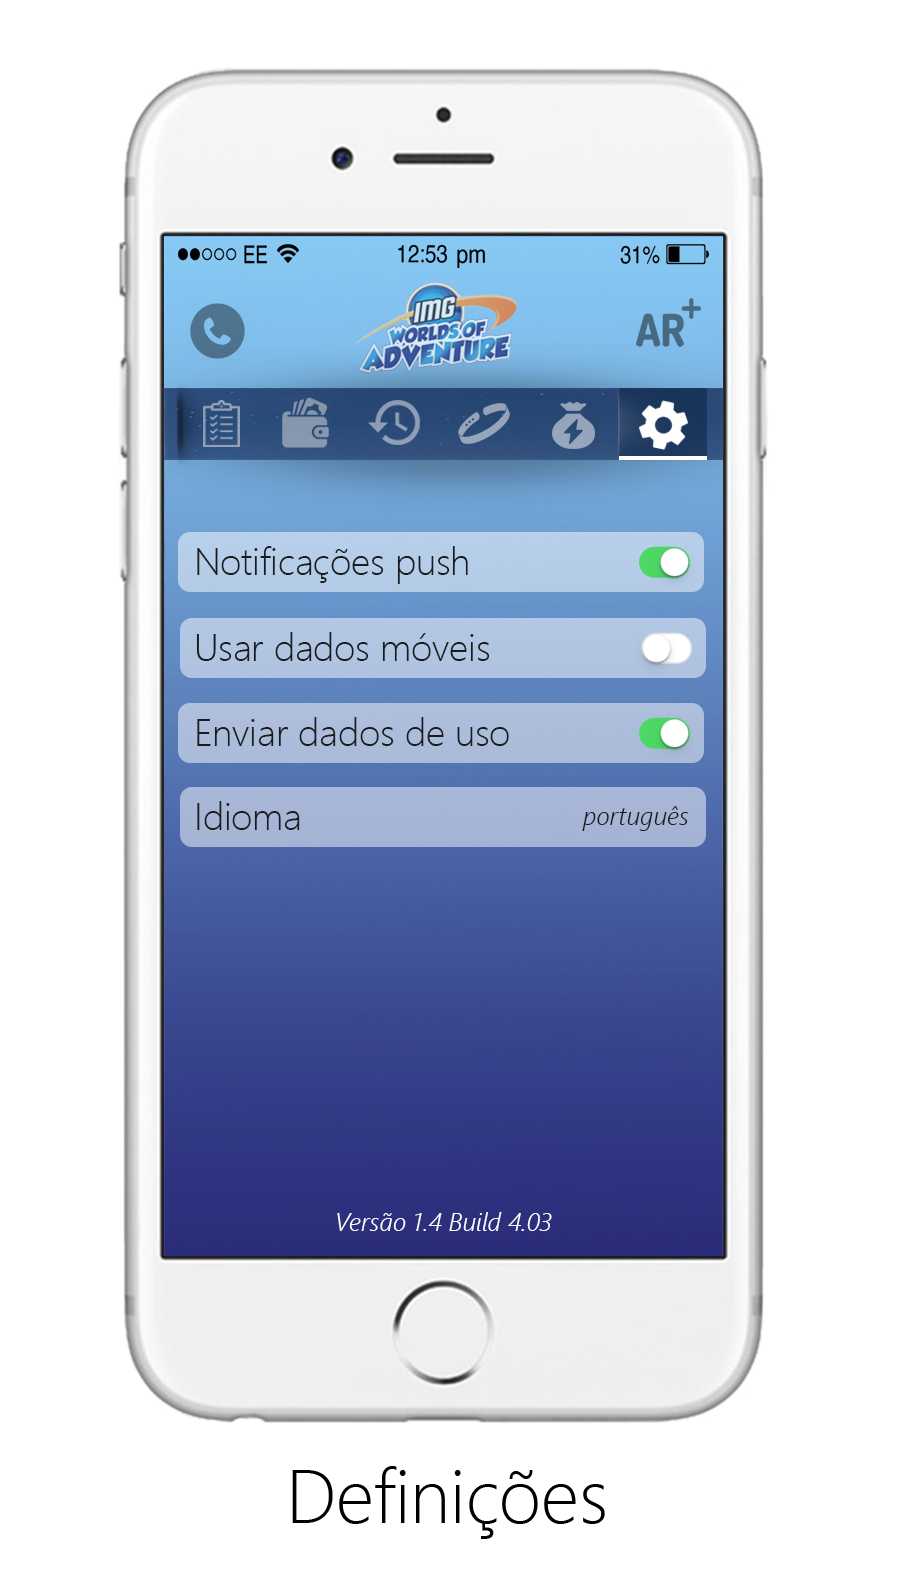 EE 12:53 pm 31%
IMG
WORLDS OF
ADVENTURE
AR+
Notificações push
Usar dados móveis
Enviar dados de uso
Idioma português
Versão 1.4 Build 4.03
Definições